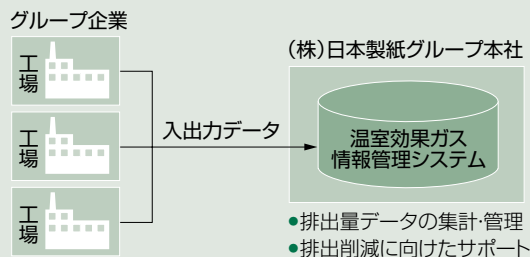 グループ企業
工場
工場
工場
入出力データ
(株)日本製紙グループ本社
温室効果ガス
情報管理システム
●排出量データの集計・管理
●排出削減に向けたサポート